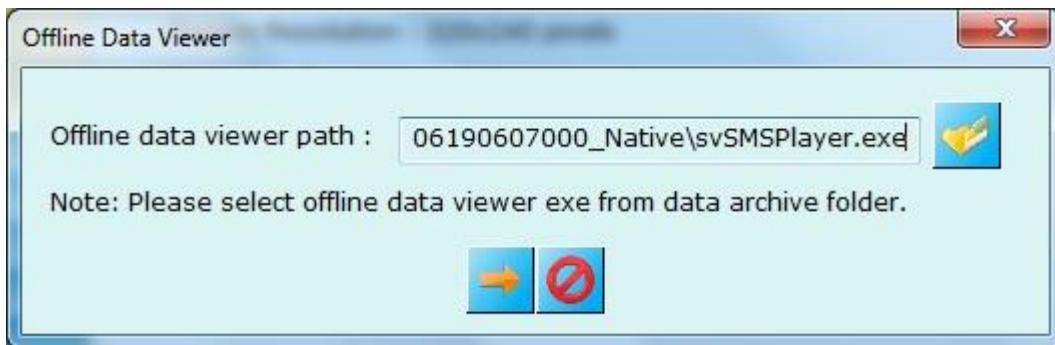 Offline Data Viewer
Offline data viewer path : 06190607000_Native\svSMSPlayer.exe
Note: Please select offline data viewer exe from data archive folder.